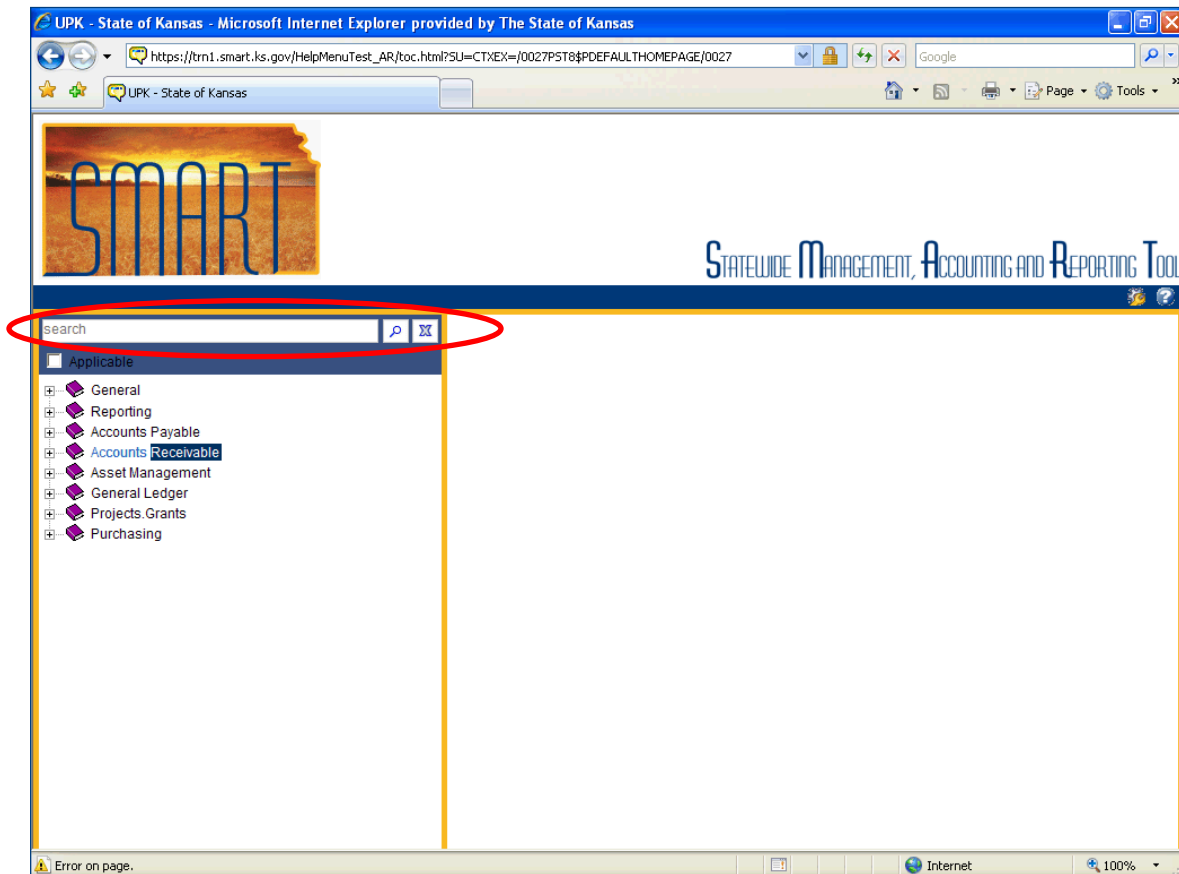 UPK - State of Kansas - Microsoft Internet Explorer provided by The State of Kansas
https://trn1.smart.ks.gov/HelpMenuTest_AR/toc.html?SU=CTXEX=/0027PST8$PDEFAULTHOMEPAGE/0027
Google
UPK - State of Kansas
Page
Tools
SMART
Statewide Management, Accounting and Reporting Tool
search
Applicable
General
Reporting
Accounts Payable
Accounts Receivable
Asset Management
General Ledger
Projects.Grants
Purchasing
Error on page.
Internet
100%